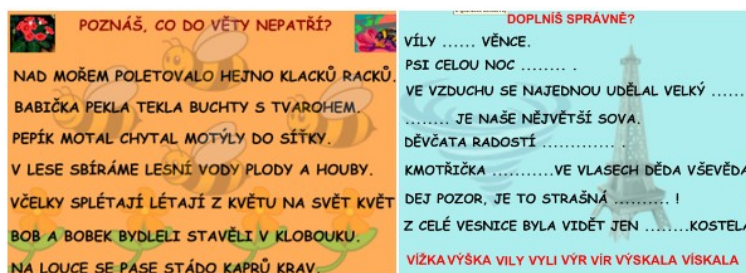 POZNÁŠ, CO DO VĚTY NEPATŘÍ?
NAD MOŘEM POLETOVALO HEJNO KLACKŮ RACKŮ.
BABIČKA PEKLA TEKLA BUCHTY S TVAROHEM.
PEPÍK MOTAL CHYTAL MOTÝLY DO SÍŤKY.
V LESE SBÍRÁME LESNÍ VODY PLODY A HOUBY.
VČELKY SPLÉTAJÍ LÉTAJÍ Z KVĚTU NA SVĚT KVĚT
BOB A BOBEK BYDLELI STAVĚLI V KLOBOUKU.
NA LOUCE SE PASE STÁDO KAPRŮ KRAV.
DOPLNÍŠ SPRÁVNĚ?
VÍLY ...... VĚNCE.
PSI CELOU NOC ........ .
VE VZDUCHU SE NAJEDNOU UDĚLAL VELKÝ ......
........ JE NAŠE NĚJVĚTŠÍ SOVA.
DĚVČATA RADOSTÍ ............. .
KMOTŘIČKA ...........VE VLASECH DĚDA VŠEVĚDA
DEJ POZOR, JE TO STRAŠNÁ .......... !
Z CELÉ VESNICE BYLA VIDĚT JEN ........KOSTELA
VÍŽKA VÝŠKA VILY VYLI VÝR VÍR VÝSKALA VÍSKALA